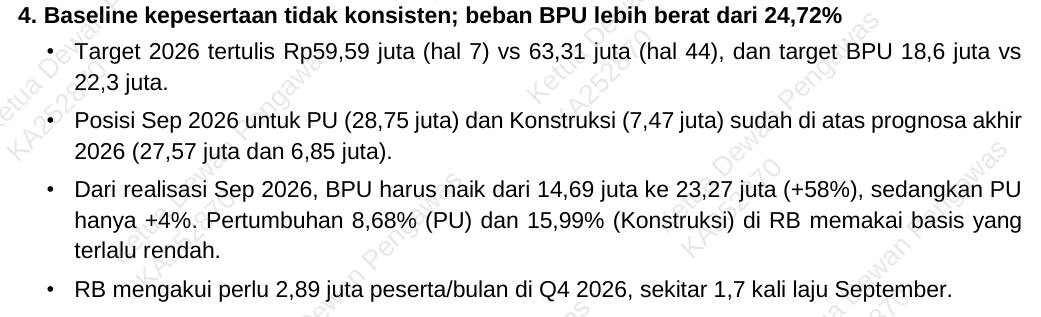 4. Baseline kepesertaan tidak konsisten; beban BPU lebih berat dari 24,72%
• Target 2026 tertulis Rp59,59 juta (hal 7) vs 63,31 juta (hal 44), dan target BPU 18,6 juta vs
22,3 juta.
• Posisi Sep 2026 untuk PU (28,75 juta) dan Konstruksi (7,47 juta) sudah di atas prognosa akhir
2026 (27,57 juta dan 6,85 juta).
• Dari realisasi Sep 2026, BPU harus naik dari 14,69 juta ke 23,27 juta (+58%), sedangkan PU
hanya +4%. Pertumbuhan 8,68% (PU) dan 15,99% (Konstruksi) di RB memakai basis yang
terlalu rendah.
• RB mengakui perlu 2,89 juta peserta/bulan di Q4 2026, sekitar 1,7 kali laju September.
Ketua Dewan Pengawas
KA252870